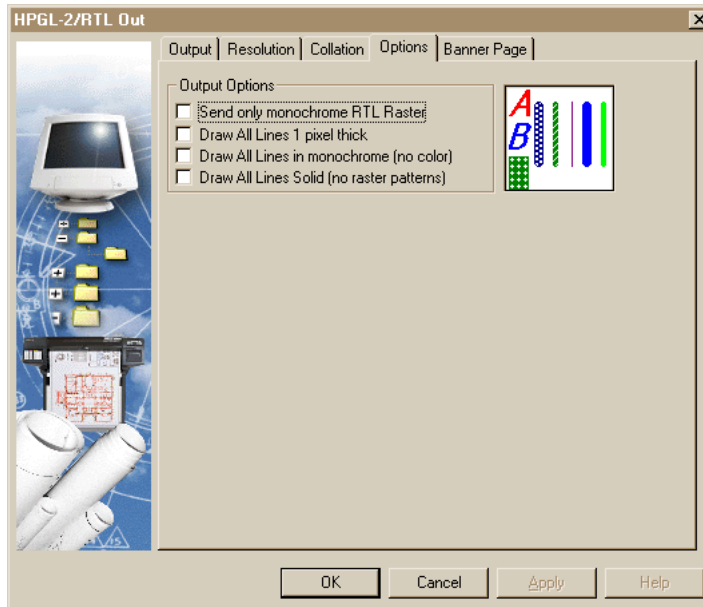 HPGL-2/RTL Out
Output
Resolution
Collation
Options
Banner Page
Output Options
Send only monochrome RTL Raster
Draw All Lines 1 pixel thick
Draw All Lines in monochrome (no color)
Draw All Lines Solid (no raster patterns)
A
B
OK
Cancel
Apply
Help